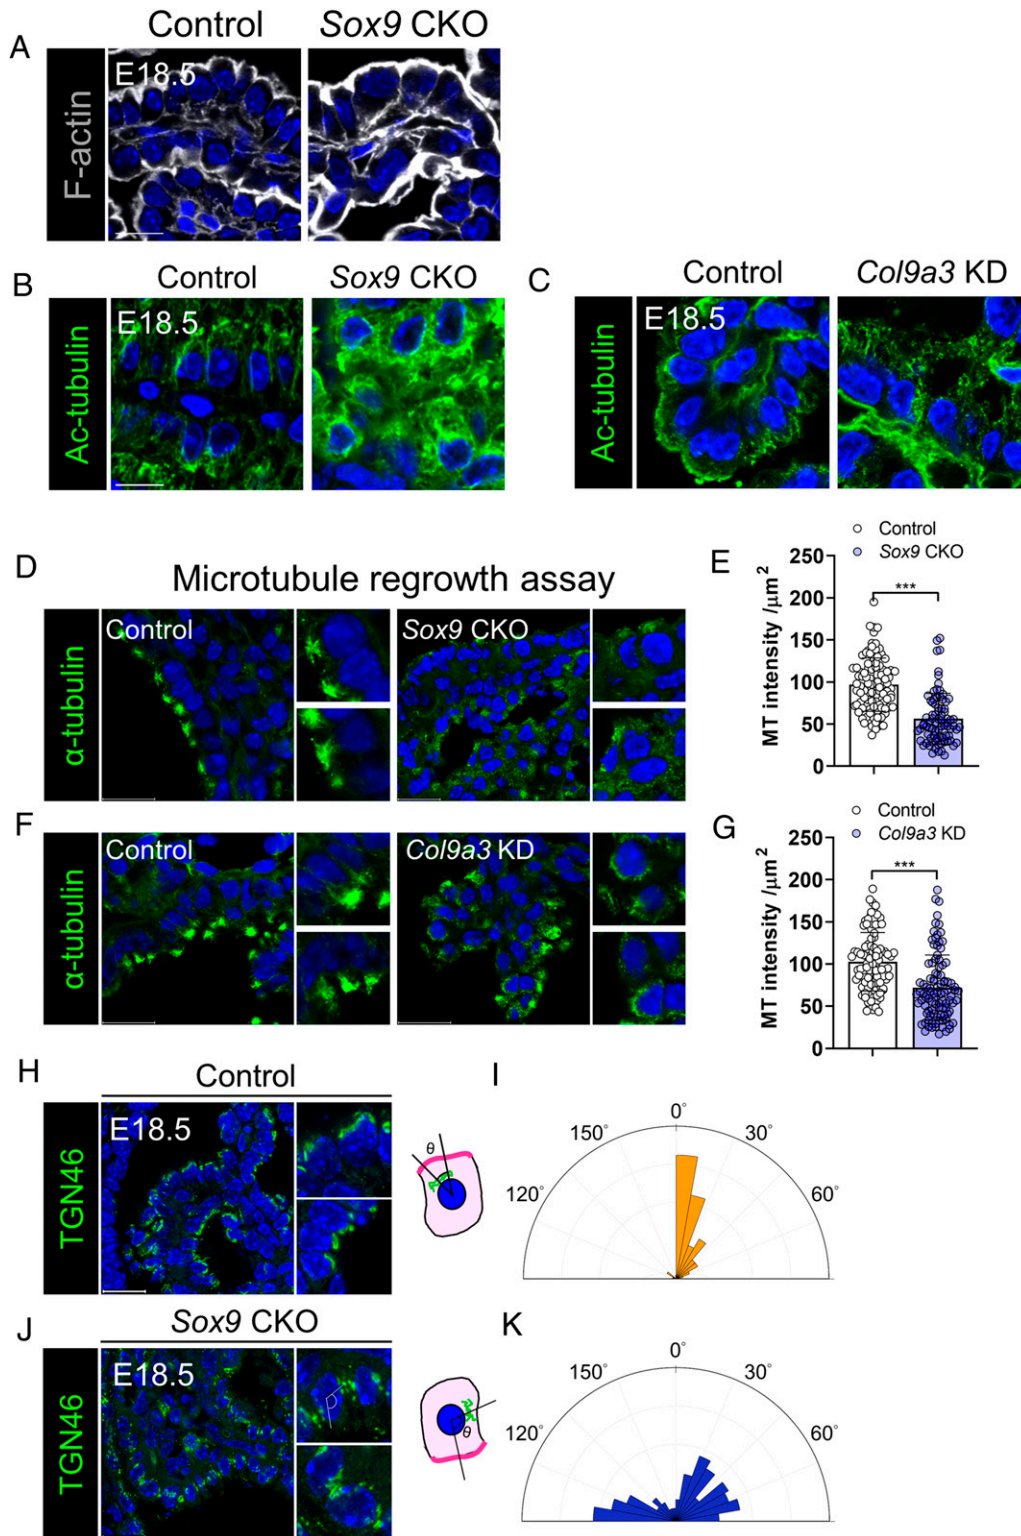 A
Control
Sox9 CKO
F-actin
E18.5
B
Control
Sox9 CKO
Ac-tubulin
E18.5
C
Control
Col9a3 KD
Ac-tubulin
E18.5
D
Microtubule regrowth assay
α-tubulin
Control
Sox9 CKO
E
Control
Sox9 CKO
MT intensity /μm²
250
200
150
100
50
0
***
F
α-tubulin
Control
Col9a3 KD
G
Control
Col9a3 KD
MT intensity /μm²
250
200
150
100
50
0
***
H
Control
TGN46
E18.5
θ
I
0°
150°
30°
120°
60°
J
Sox9 CKO
TGN46
E18.5
θ
K
0°
150°
30°
120°
60°